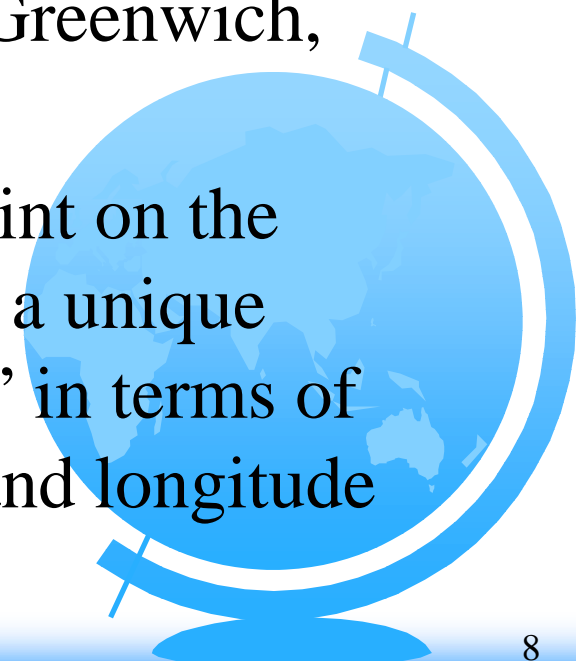 Greenwich,
int on the
a unique
’ in terms of
nd longitude
8